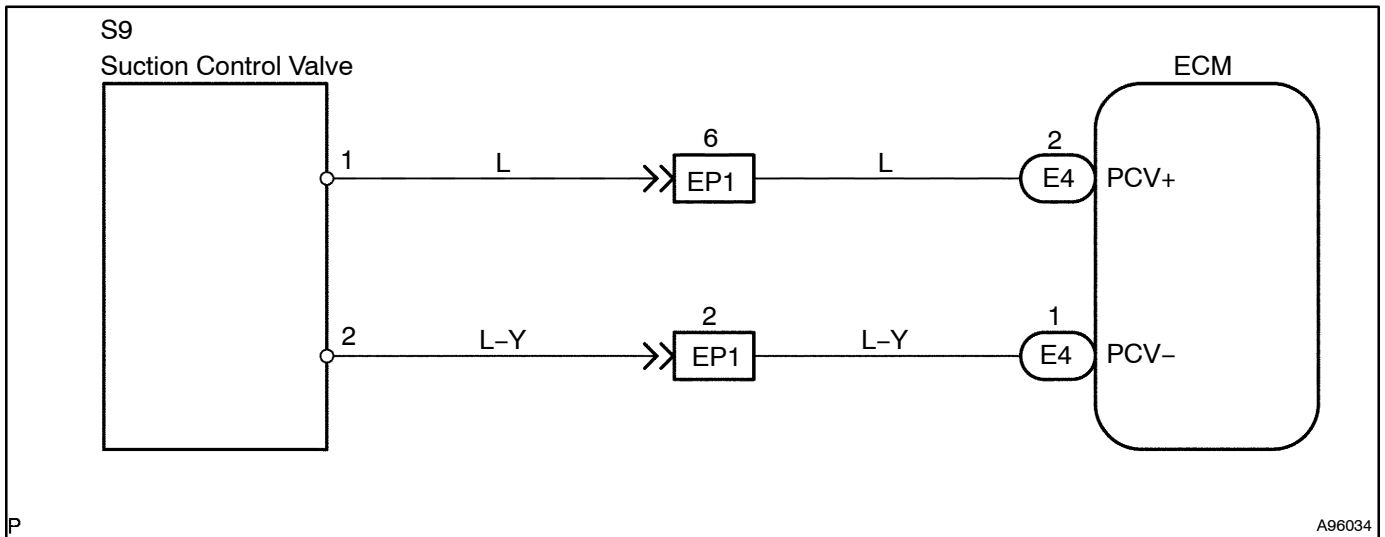 S9
Suction Control Valve
ECM
1
L
6
EP1
L
2
E4
PCV+
2
L–Y
2
EP1
L–Y
1
E4
PCV–
P
A96034